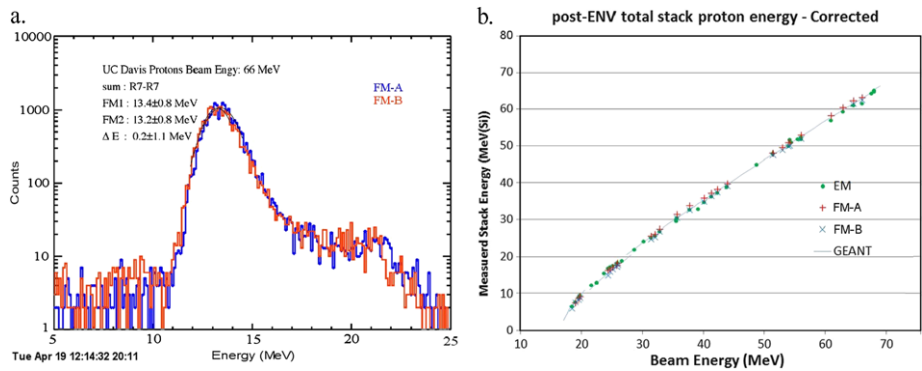 a.
10000
1000
100
10
1
Counts
UC Davis Protons Beam Engy: 66 MeV
sum : R7-R7
FM1 : 13.4±0.8 MeV
FM2 : 13.2±0.8 MeV
Δ E : 0.2±1.1 MeV
FM-A
FM-B
5 10 15 20 25
Energy (MeV)
Tue Apr 19 12:14:32 20:11
b.
post-ENV total stack proton energy - Corrected
80
70
60
50
40
30
20
10
0
Measuerd Stack Energy (MeV(Si))
EM
FM-A
FM-B
GEANT
10 20 30 40 50 60 70 80
Beam Energy (MeV)